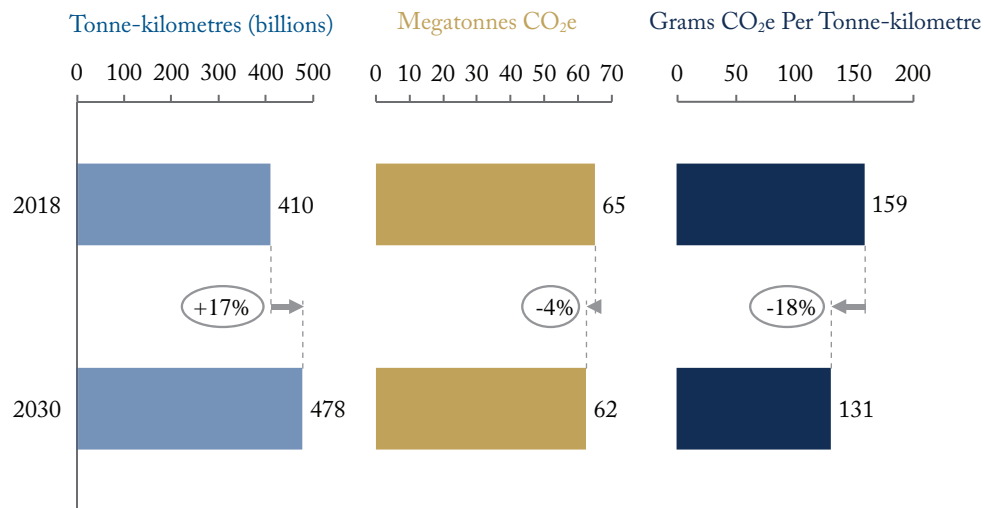 Tonne-kilometres (billions) Megatonnes CO₂e Grams CO₂e Per Tonne-kilometre
0 100 200 300 400 500 0 10 20 30 40 50 60 70 0 50 100 150 200
2018 410 65 159
+17% -4% -18%
2030 478 62 131